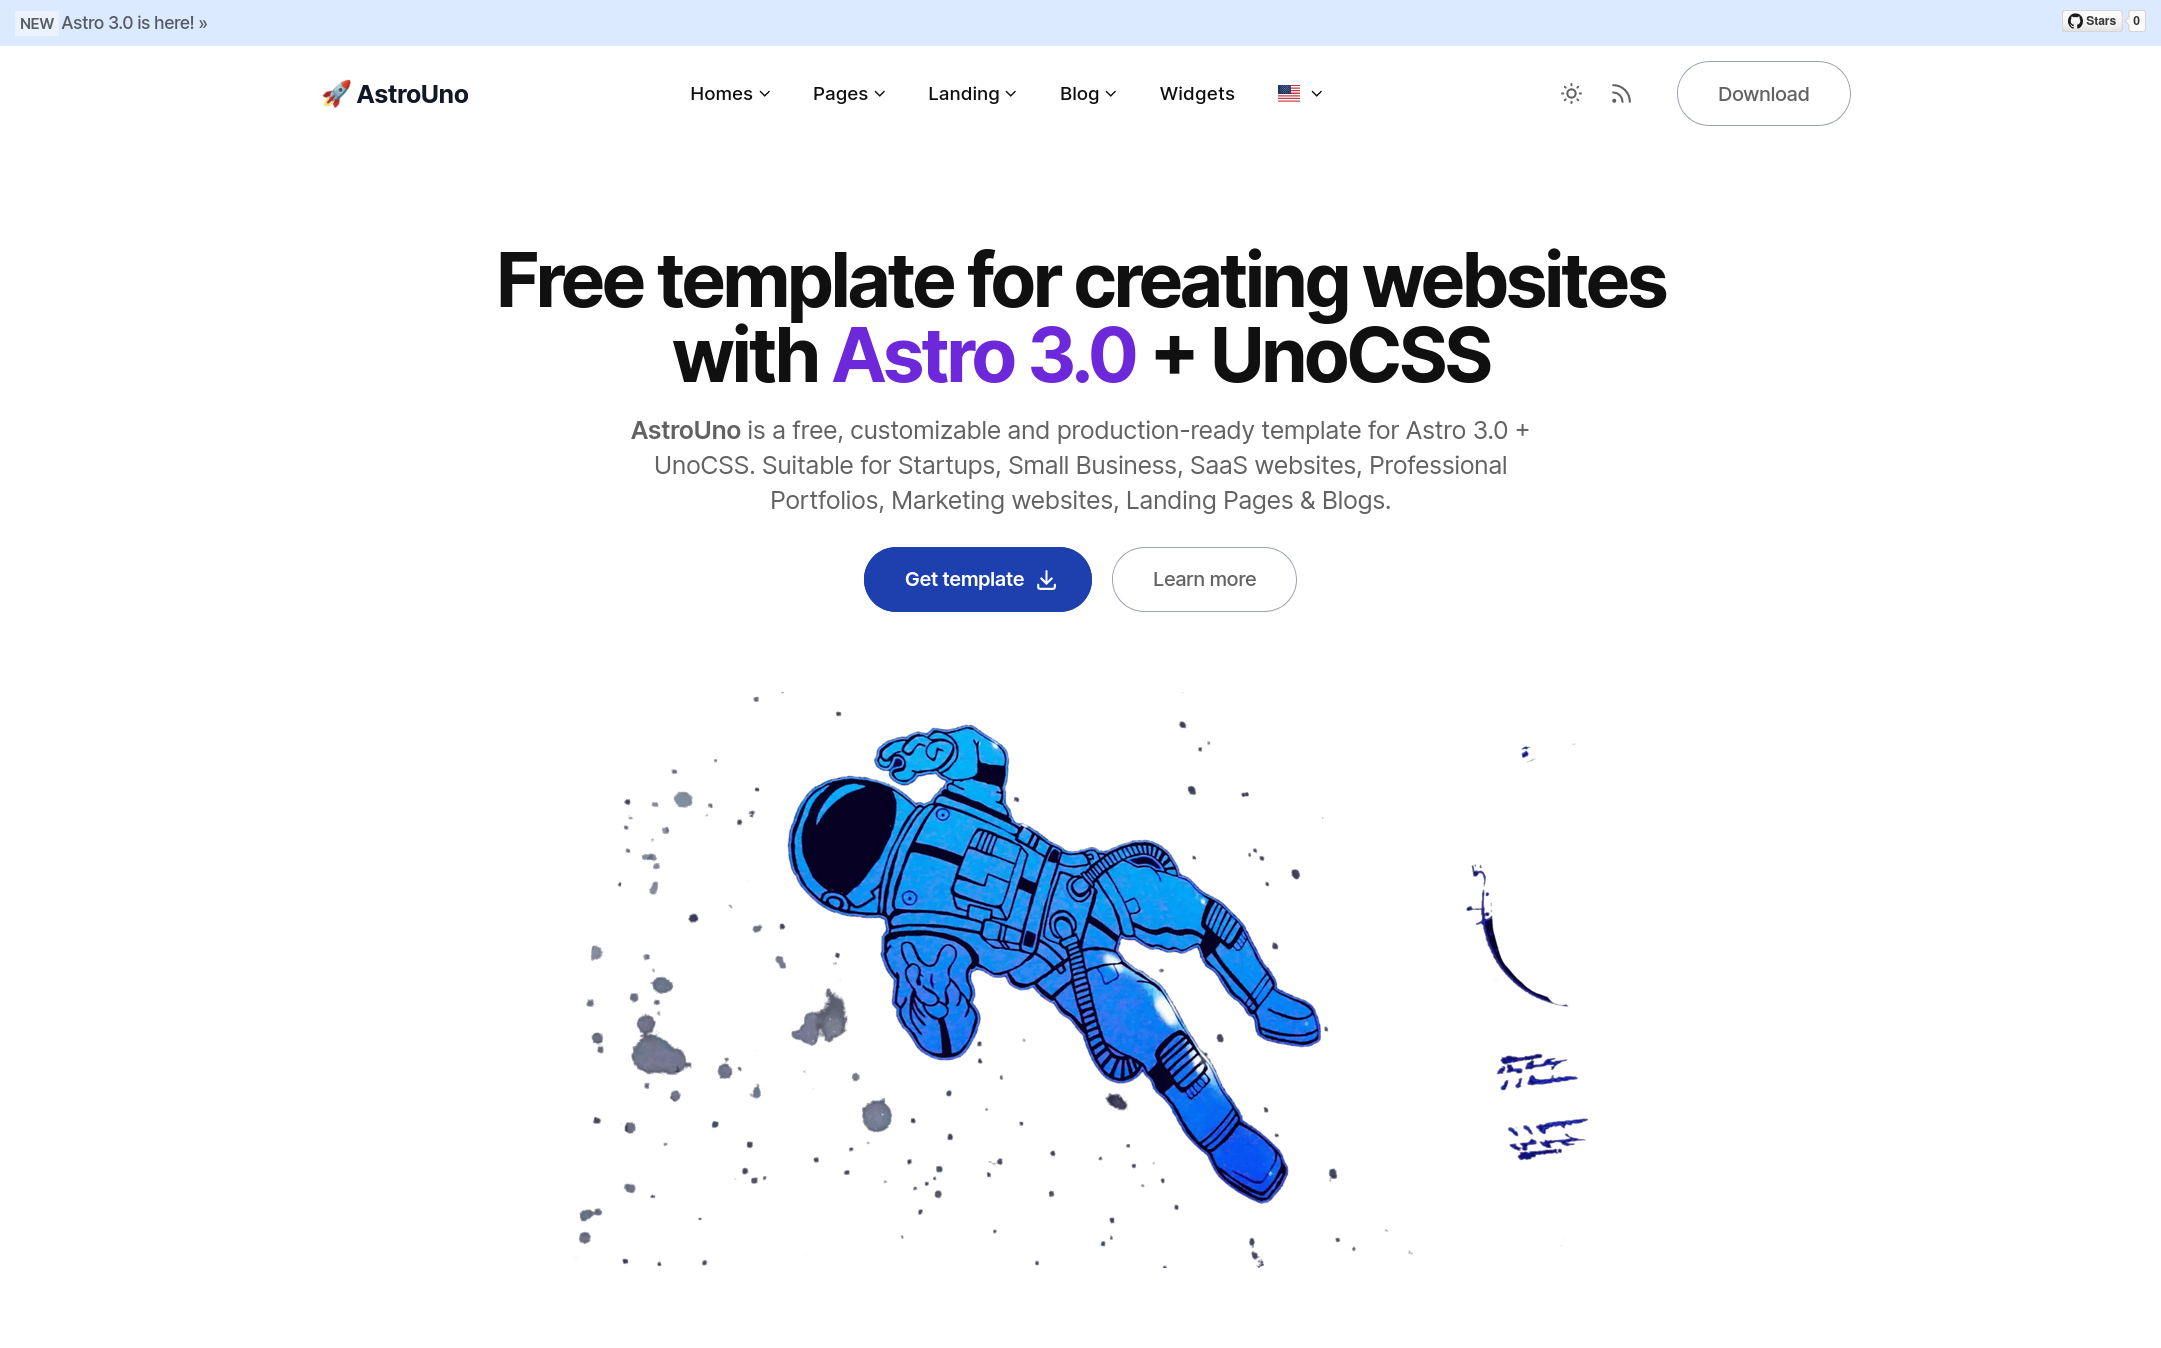 NEW Astro 3.0 is here! »
Stars 0
🚀 AstroUno
Homes Pages Landing Blog Widgets
Download
Free template for creating websites
with Astro 3.0 + UnoCSS
AstroUno is a free, customizable and production-ready template for Astro 3.0 +
UnoCSS. Suitable for Startups, Small Business, SaaS websites, Professional
Portfolios, Marketing websites, Landing Pages & Blogs.
Get template
Learn more